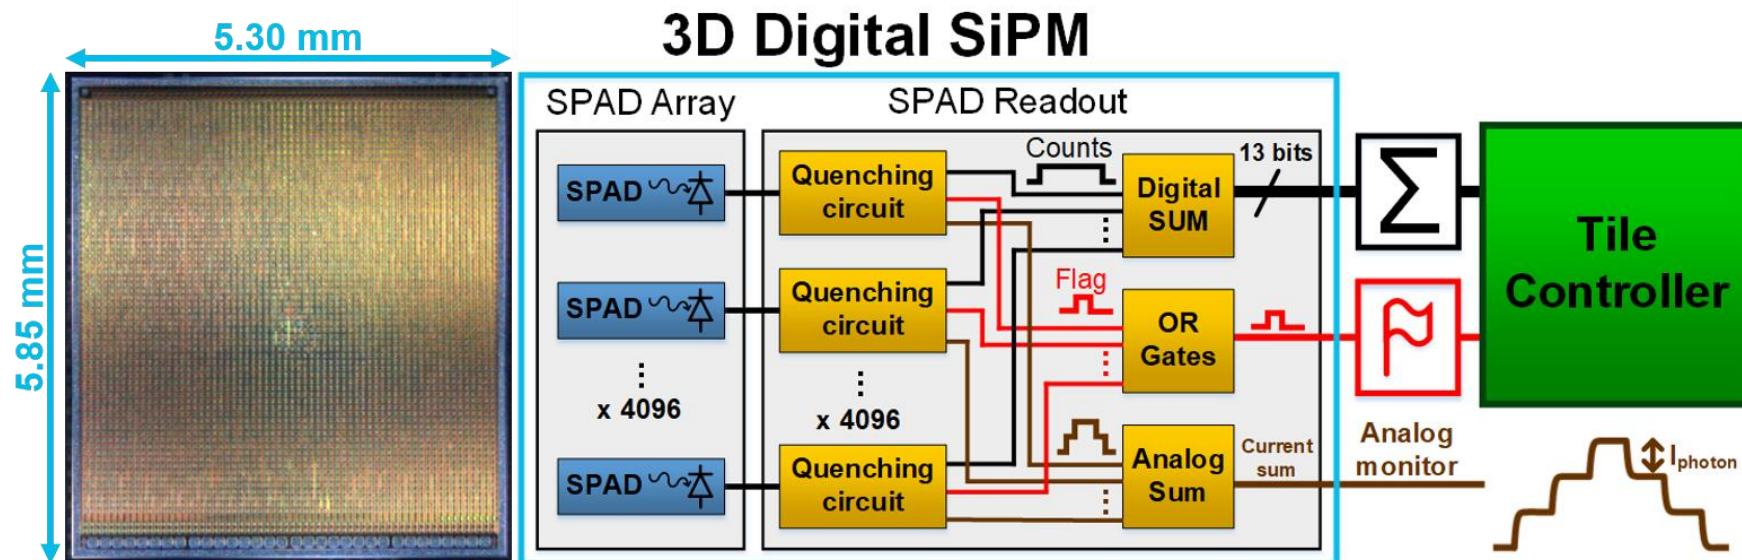 5.30 mm
5.85 mm
3D Digital SiPM
SPAD Array
SPAD Readout
SPAD
SPAD
x 4096
SPAD
Quenching
circuit
Quenching
circuit
x 4096
Quenching
circuit
Counts
Digital
SUM
13 bits
Flag
OR
Gates
Analog
Sum
Current
sum
Σ
Tile
Controller
Analog
monitor
Iphoton